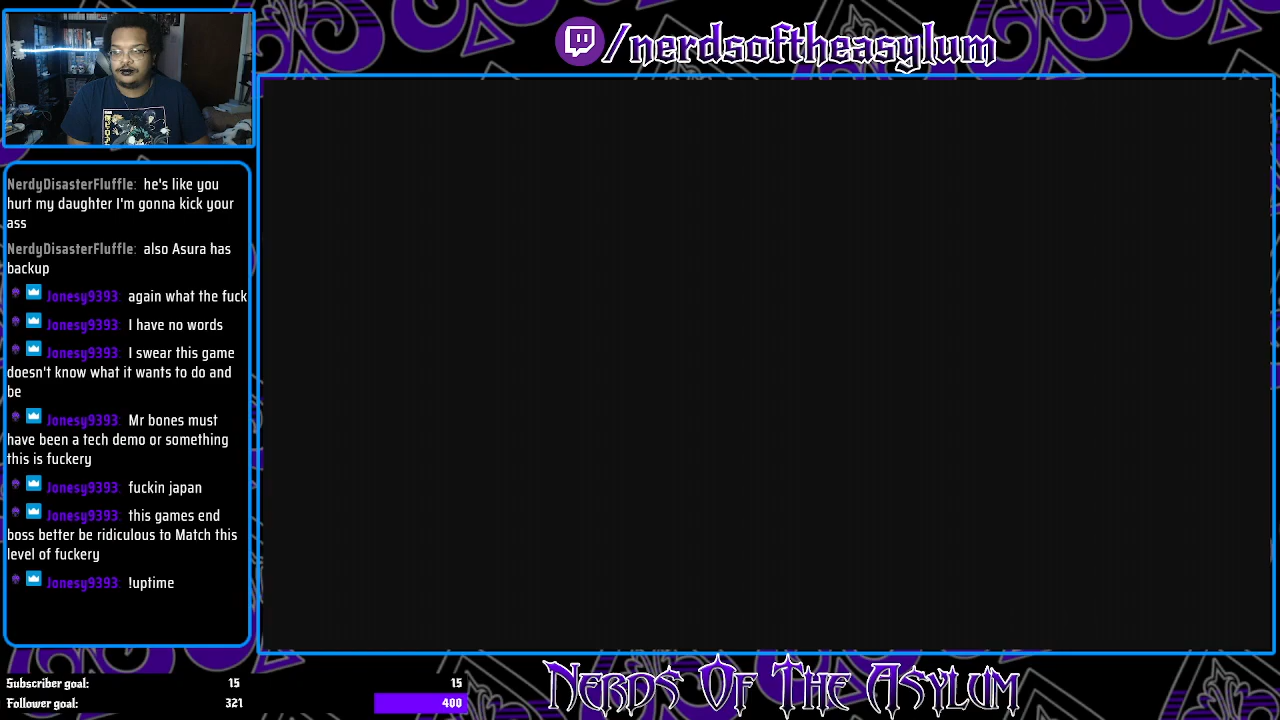 /nerdsoftheasylum
NerdyDisasterFluffle: he's like you
hurt my daughter I'm gonna kick your
ass
NerdyDisasterFluffle: also Asura has
backup
Jonesy9393: again what the fuck
Jonesy9393: I have no words
Jonesy9393: I swear this game
doesn't know what it wants to do and
be
Jonesy9393: Mr bones must
have been a tech demo or something
this is fuckery
Jonesy9393: fuckin japan
Jonesy9393: this games end
boss better be ridiculous to Match this
level of fuckery
Jonesy9393: !uptime
Subscriber goal: 15 15
Follower goal: 321 400
Nerds Of The Asylum